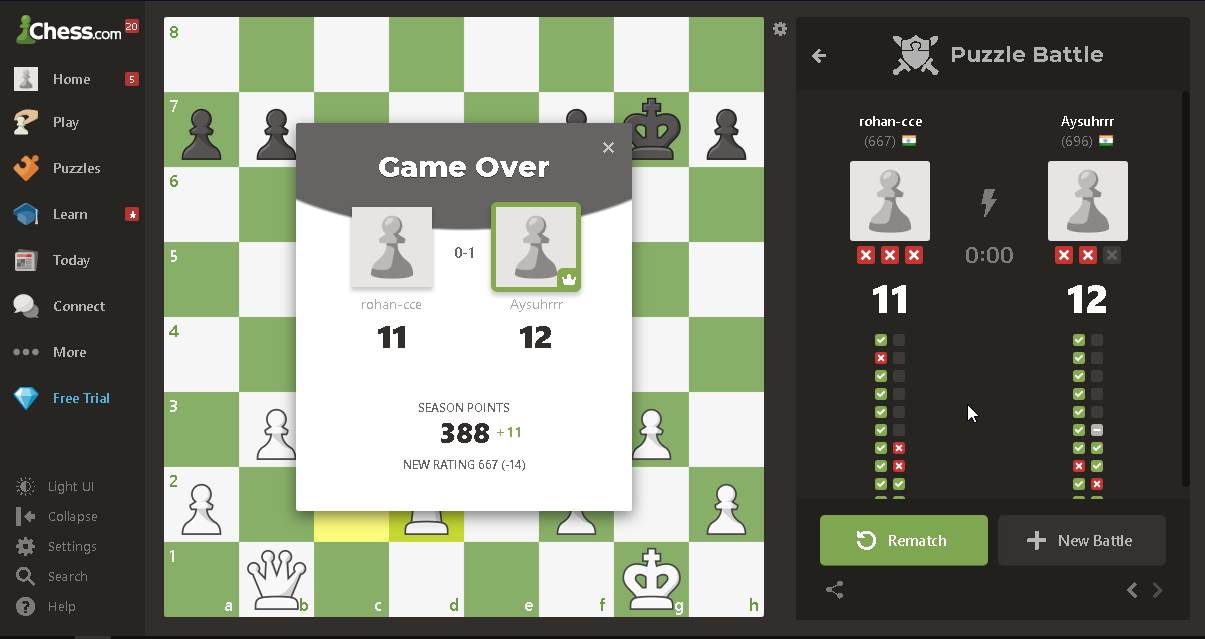 Chess.com 20
Home 5
Play
Puzzles
Learn
Today
Connect
More
Free Trial
Light UI
Collapse
Settings
Search
Help
8
7
6
5
4
3
2
1
a b c d e f g h
Game Over
0-1
rohan-cce Aysuhrrr
11 12
SEASON POINTS
388 +11
NEW RATING 667 (-14)
Puzzle Battle
rohan-cce Aysuhrrr
(667) (696)
0:00
11 12
Rematch New Battle